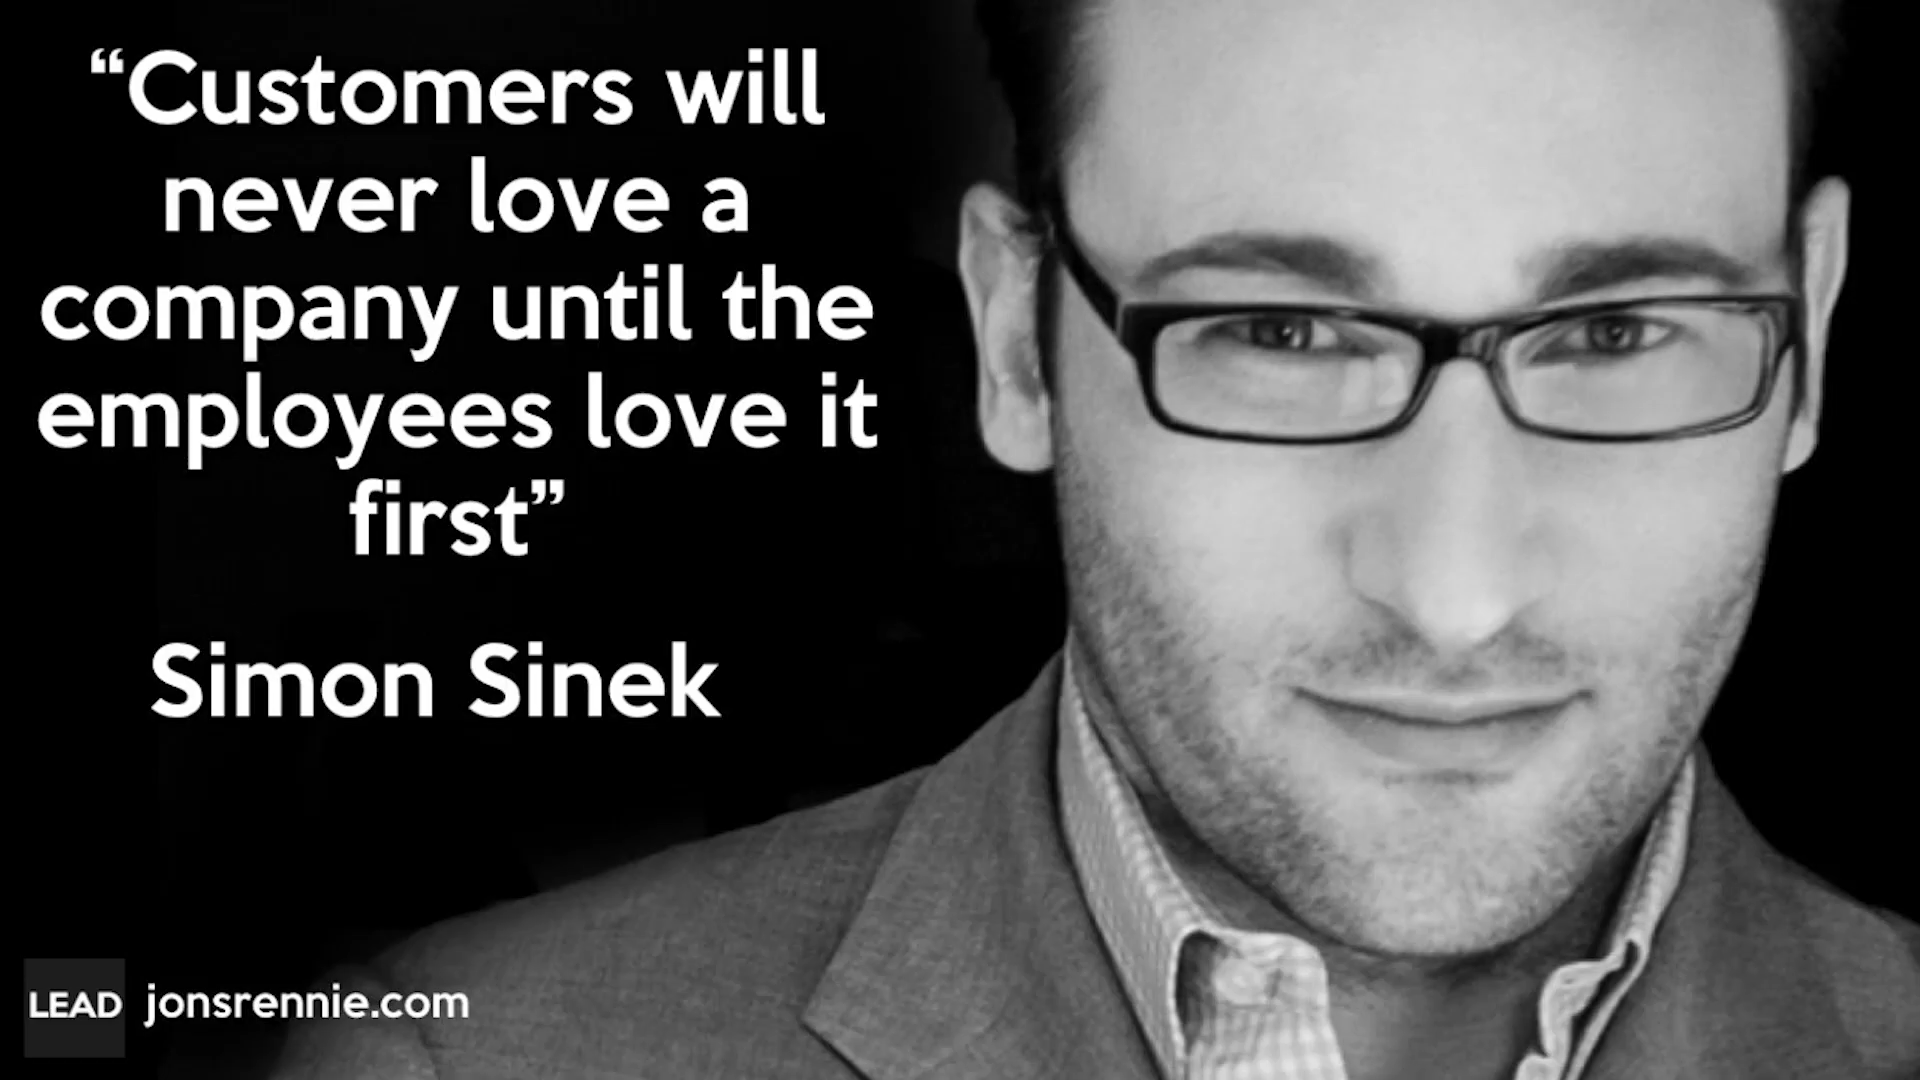 “Customers will
never love a
company until the
employees love it
first”
Simon Sinek
LEAD jonsrennie.com